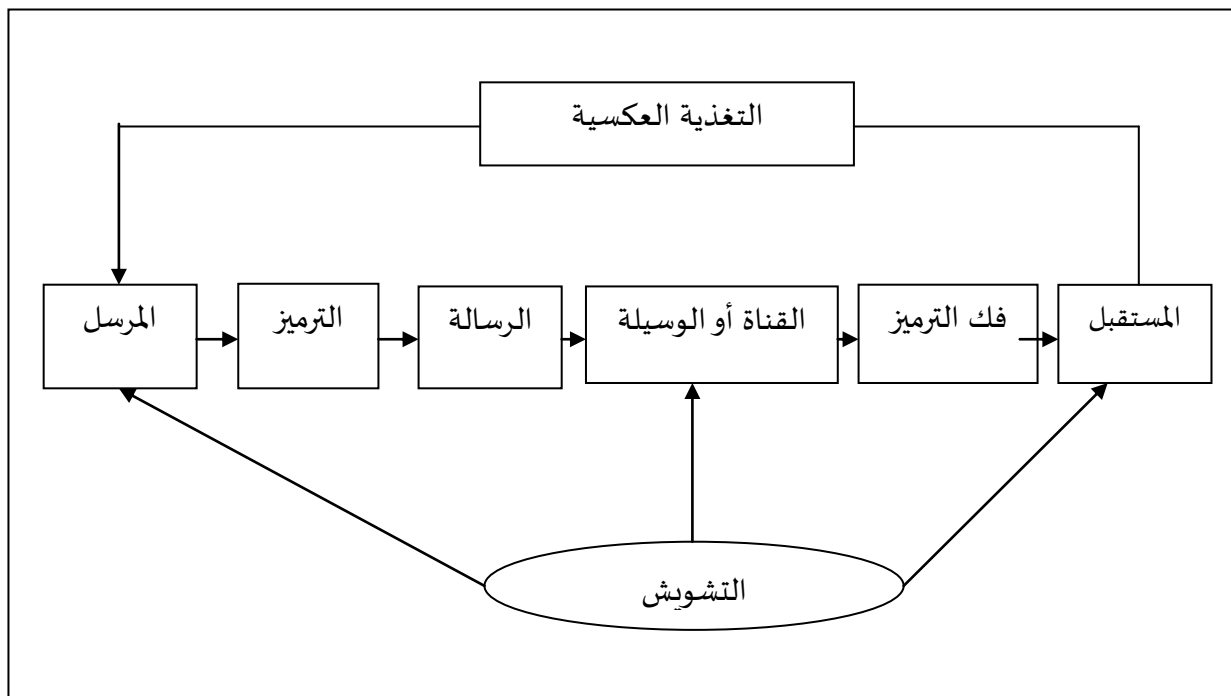 التغذية العكسية
المرسل
الترميز
الرسالة
القناة أو الوسيلة
فك الترميز
المستقبل
التشويش